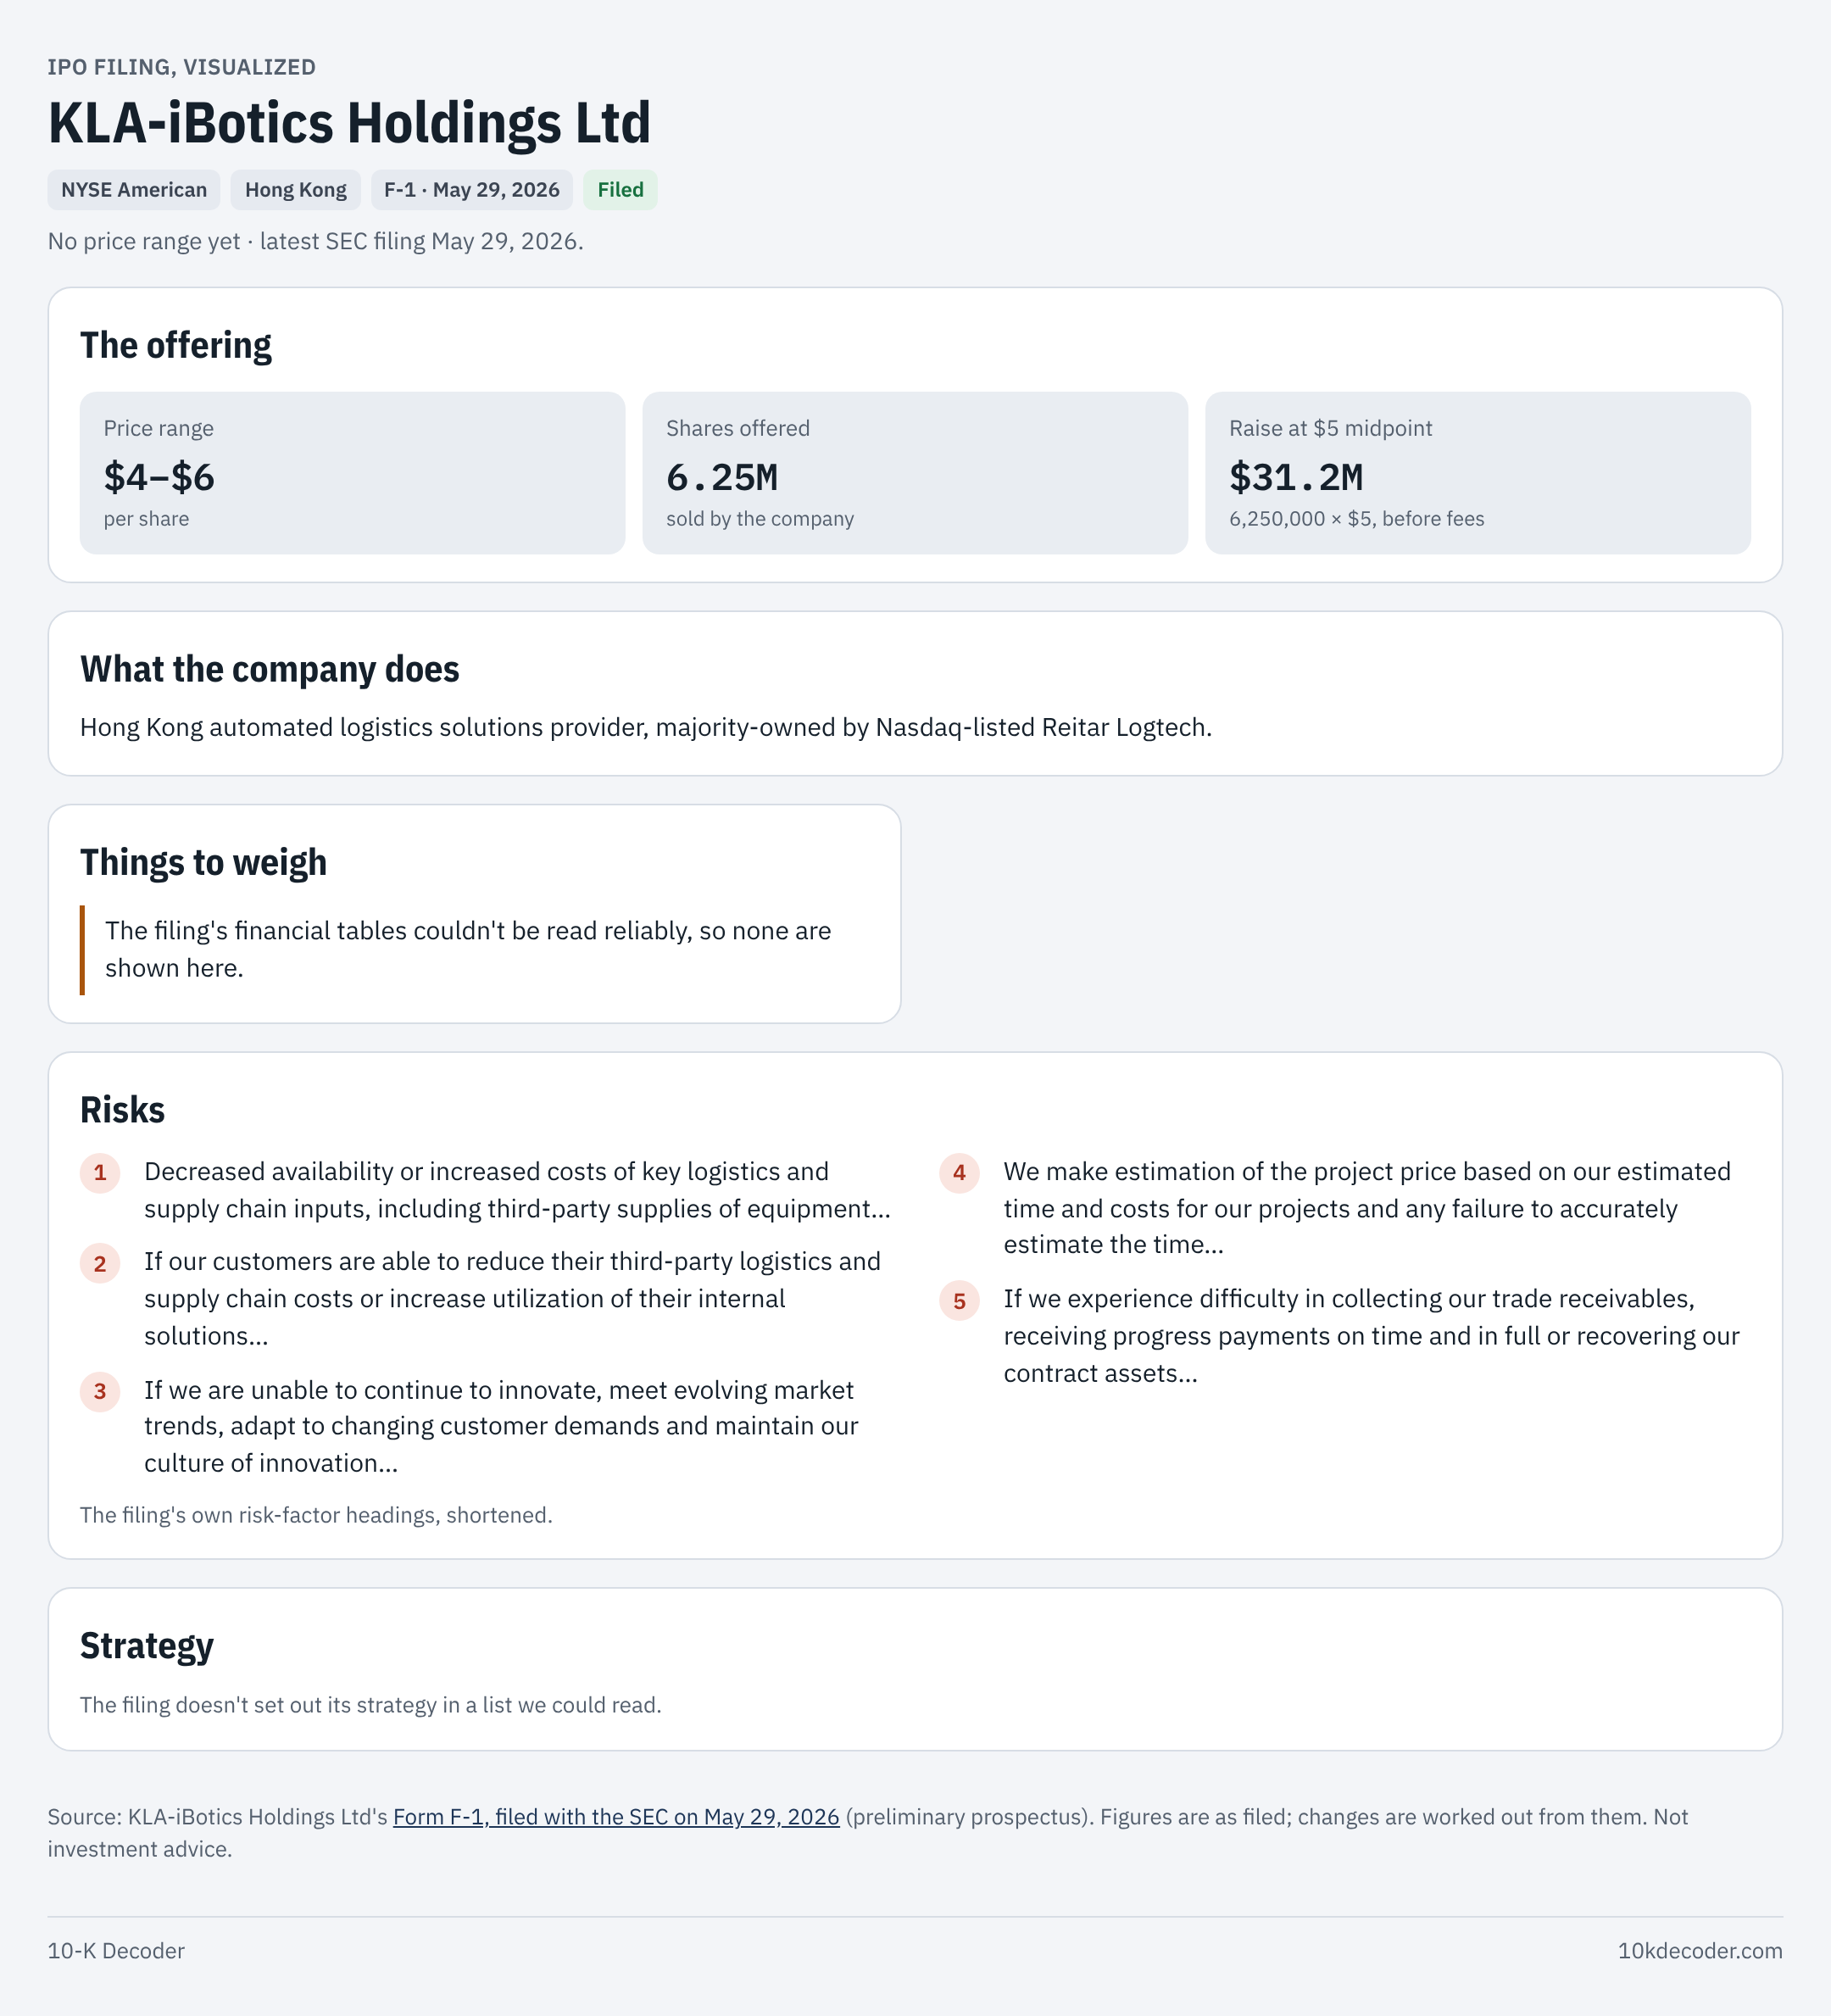 IPO FILING, VISUALIZED
KLA-iBotics Holdings Ltd
NYSE American
Hong Kong
F-1 · May 29, 2026
Filed
No price range yet · latest SEC filing May 29, 2026.
The offering
Price range
$4–$6
per share
Shares offered
6.25M
sold by the company
Raise at $5 midpoint
$31.2M
6,250,000 × $5, before fees
What the company does
Hong Kong automated logistics solutions provider, majority-owned by Nasdaq-listed Reitar Logtech.
Things to weigh
The filing's financial tables couldn't be read reliably, so none are
shown here.
Risks
1 Decreased availability or increased costs of key logistics and
supply chain inputs, including third-party supplies of equipment…
2 If our customers are able to reduce their third-party logistics and
supply chain costs or increase utilization of their internal
solutions…
3 If we are unable to continue to innovate, meet evolving market
trends, adapt to changing customer demands and maintain our
culture of innovation…
4 We make estimation of the project price based on our estimated
time and costs for our projects and any failure to accurately
estimate the time…
5 If we experience difficulty in collecting our trade receivables,
receiving progress payments on time and in full or recovering our
contract assets…
The filing's own risk-factor headings, shortened.
Strategy
The filing doesn't set out its strategy in a list we could read.
Source: KLA-iBotics Holdings Ltd's Form F-1, filed with the SEC on May 29, 2026 (preliminary prospectus). Figures are as filed; changes are worked out from them. Not
investment advice.
10-K Decoder
10kdecoder.com